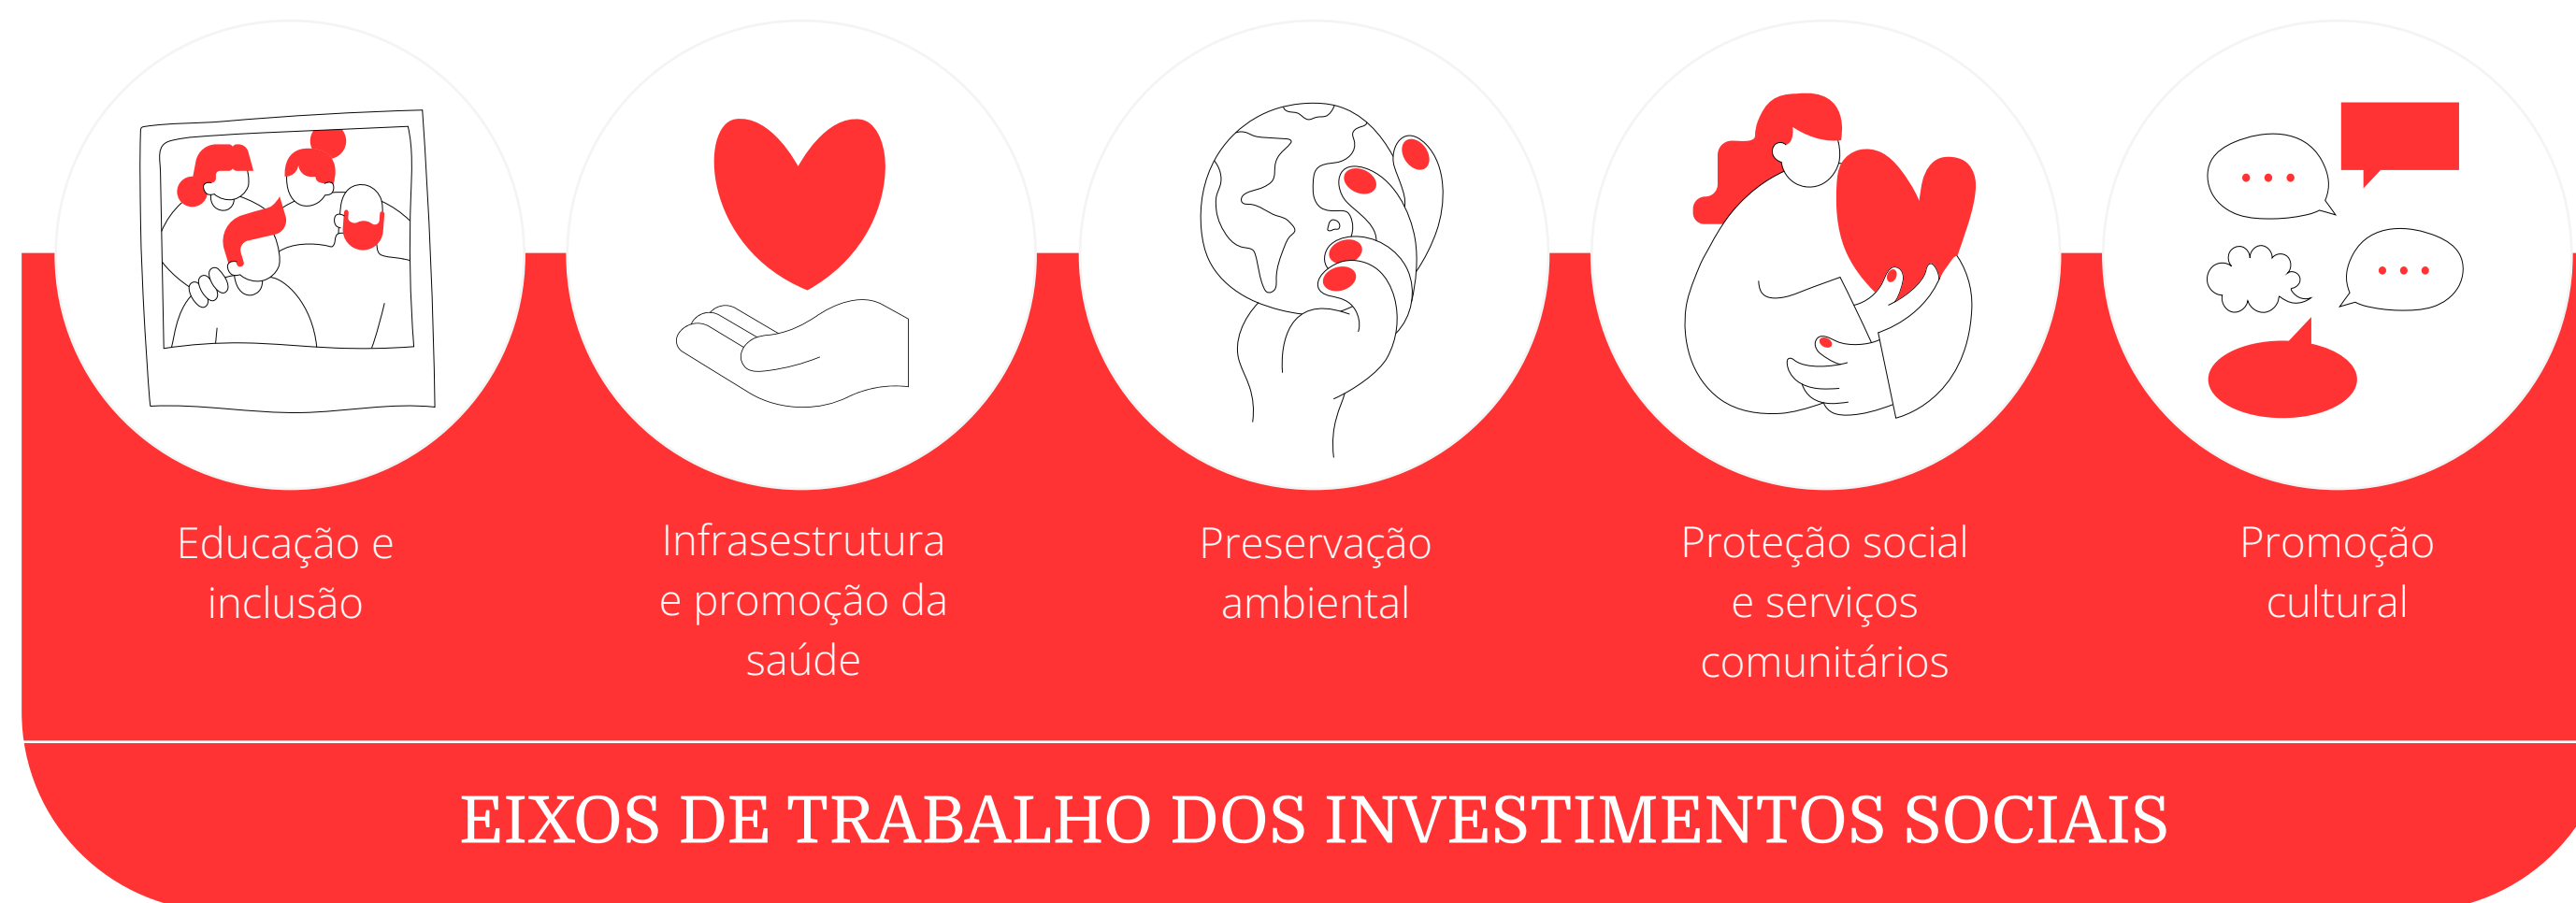 Educação e
inclusão
Infrasestrutura
e promoção da
saúde
Preservação
ambiental
Proteção social
e serviços
comunitários
Promoção
cultural
EIXOS DE TRABALHO DOS INVESTIMENTOS SOCIAIS